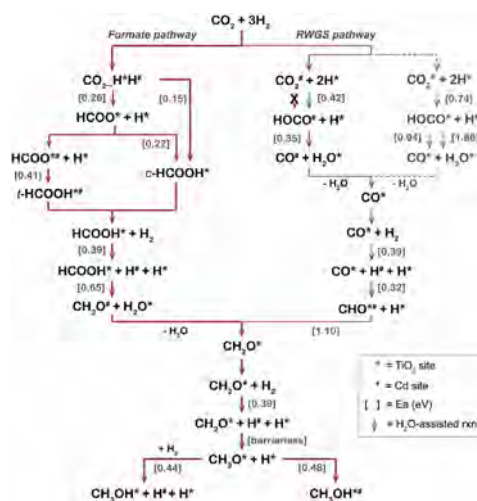 CO₂ + 3H₂
Formate pathway
RWGS pathway
CO₂--H*H#
[0.26]
[0.15]
HCOO* + H*
[0.22]
HCOO*# + H*
[0.41]
c-HCOOH*
t-HCOOH*#
HCOOH* + H₂
[0.39]
HCOOH* + H# + H*
[0.65]
CH₂O# + H₂O*
CO₂# + 2H*
X
[0.42]
HOCO* + H*
[0.35]
CO# + H₂O*
- H₂O
CO₂# + 2H*
[0.74]
HOCO* + H*
[0.04]
[1.86]
CO* + H₂O*
- H₂O
CO*
CO* + H₂
[0.39]
CO* + H# + H*
[0.32]
CHO*# + H*
- H₂O
[1.10]
CH₂O*
CH₂O* + H₂
[0.39]
CH₂O* + H# + H*
[barrierless]
+ H₂
CH₂O* + H*
[0.44]
[0.48]
CH₂OH* + H# + H*
CH₂OH*#
* = TiO₂ site
* = Cd site
[ ] = Ea (eV)
= H₂O-assisted rxn